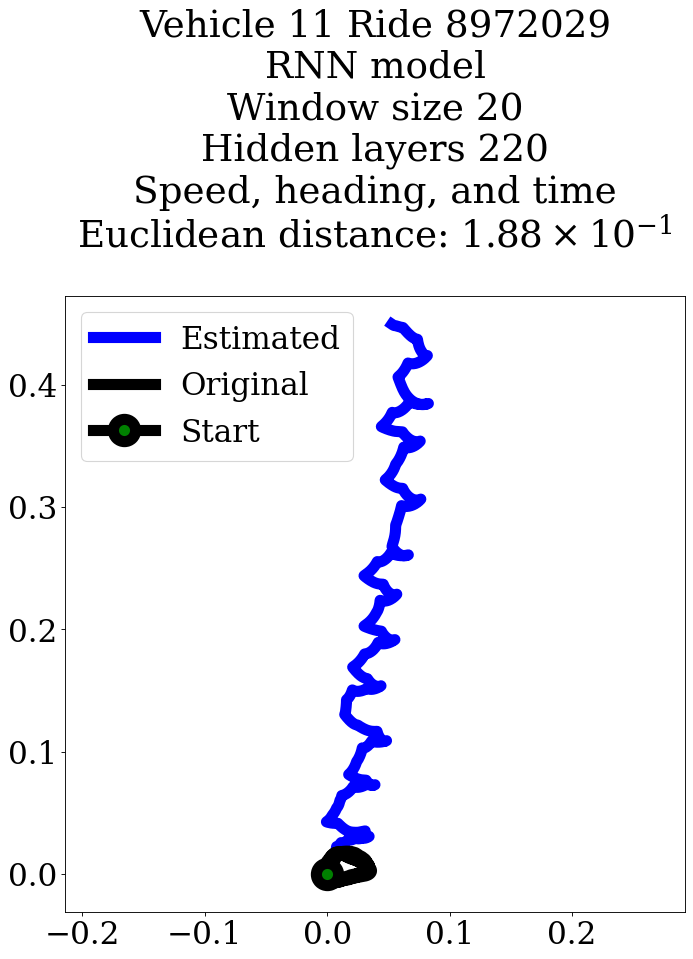 Vehicle 11 Ride 8972029
RNN model
Window size 20
Hidden layers 220
Speed, heading, and time
Euclidean distance: 1.88 × 10⁻¹
Estimated
Original
Start
0.4
0.3
0.2
0.1
0.0
−0.2 −0.1 0.0 0.1 0.2